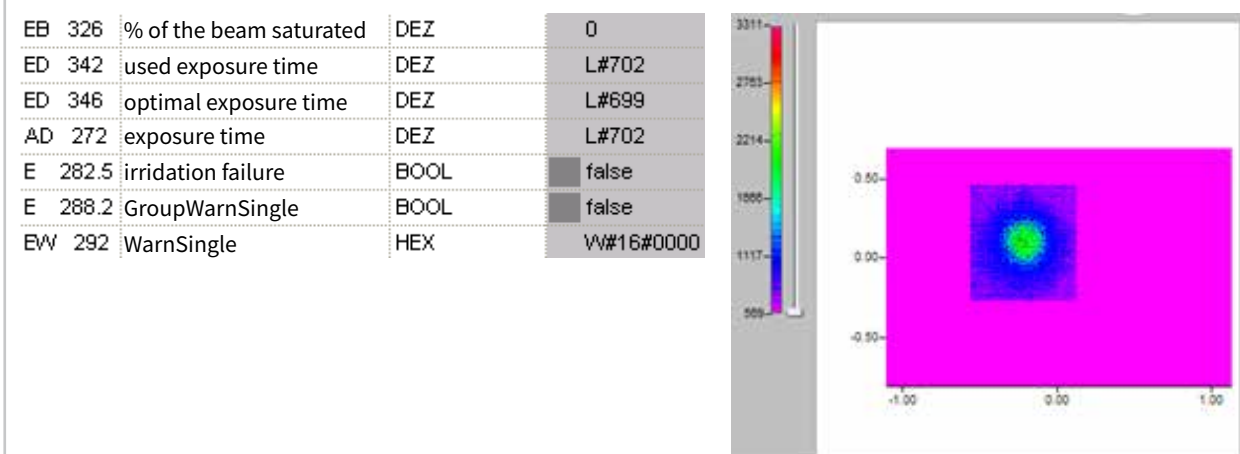 EB 326 % of the beam saturated DEZ 0
ED 342 used exposure time DEZ L#702
ED 346 optimal exposure time DEZ L#699
AD 272 exposure time DEZ L#702
E 282.5 irridation failure BOOL false
E 288.2 GroupWarnSingle BOOL false
EW 292 WarnSingle HEX W#16#0000
3311
2763
2214
1666
1117
569
0.50
0.00
-0.50
-1.00 0.00 1.00